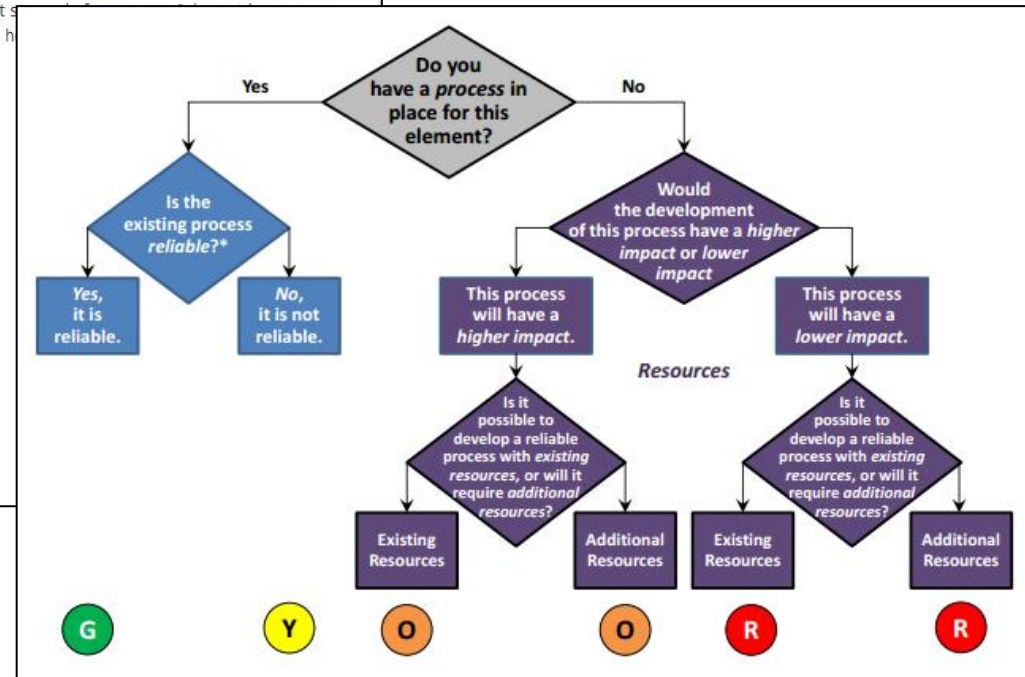 Do you
have a process in
place for this
element?
Yes
No
Is the
existing process
reliable?*
Would
the development
of this process have a higher
impact or lower
impact
Yes,
it is
reliable.
No,
it is not
reliable.
This process
will have a
higher impact.
This process
will have a
lower impact.
Resources
Is it
possible to
develop a reliable
process with existing
resources, or will it
require additional
resources?
Is it
possible to
develop a reliable
process with existing
resources, or will it
require additional
resources?
Existing
Resources
Additional
Resources
Existing
Resources
Additional
Resources
G
Y
O
O
R
R